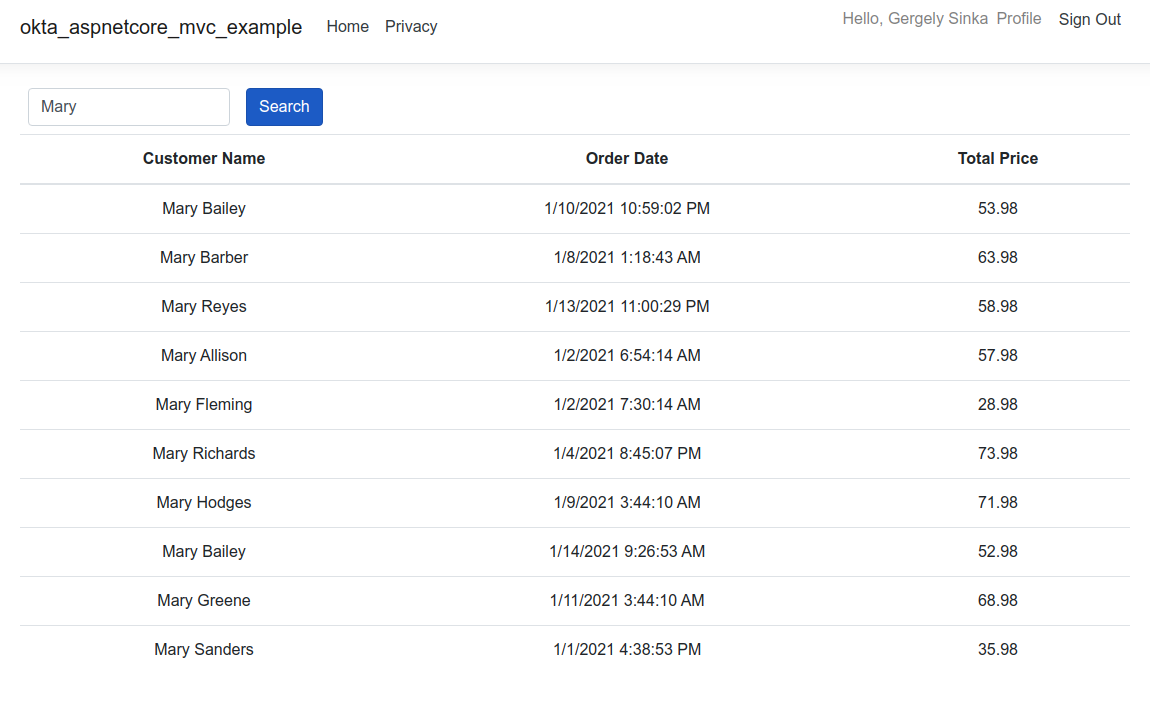 okta_aspnetcore_mvc_example Home Privacy Hello, Gergely Sinka Profile Sign Out
Mary Search
Customer Name Order Date Total Price
Mary Bailey 1/10/2021 10:59:02 PM 53.98
Mary Barber 1/8/2021 1:18:43 AM 63.98
Mary Reyes 1/13/2021 11:00:29 PM 58.98
Mary Allison 1/2/2021 6:54:14 AM 57.98
Mary Fleming 1/2/2021 7:30:14 AM 28.98
Mary Richards 1/4/2021 8:45:07 PM 73.98
Mary Hodges 1/9/2021 3:44:10 AM 71.98
Mary Bailey 1/14/2021 9:26:53 AM 52.98
Mary Greene 1/11/2021 3:44:10 AM 68.98
Mary Sanders 1/1/2021 4:38:53 PM 35.98